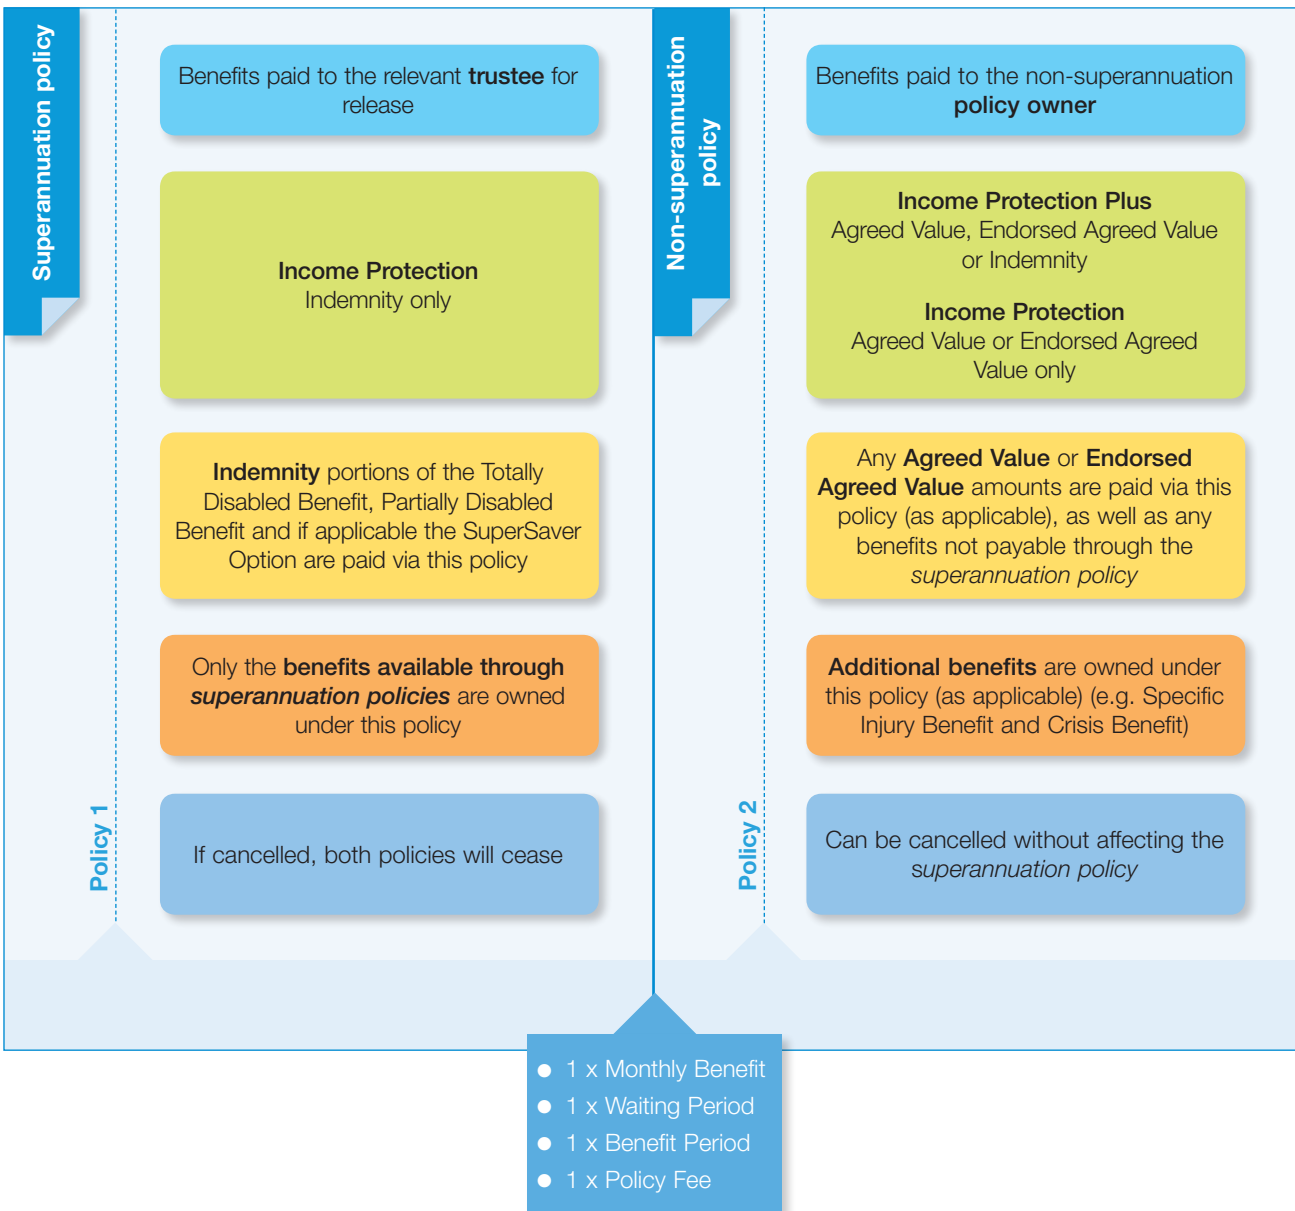 Superannuation policy
Benefits paid to the relevant trustee for
release
Income Protection
Indemnity only
Indemnity portions of the Totally
Disabled Benefit, Partially Disabled
Benefit and if applicable the SuperSaver
Option are paid via this policy
Only the benefits available through
superannuation policies are owned
under this policy
Policy 1
If cancelled, both policies will cease
Non-superannuation
policy
Benefits paid to the non-superannuation
policy owner
Income Protection Plus
Agreed Value, Endorsed Agreed Value
or Indemnity
Income Protection
Agreed Value or Endorsed Agreed
Value only
Any Agreed Value or Endorsed
Agreed Value amounts are paid via this
policy (as applicable), as well as any
benefits not payable through the
superannuation policy
Additional benefits are owned under
this policy (as applicable) (e.g. Specific
Injury Benefit and Crisis Benefit)
Policy 2
Can be cancelled without affecting the
superannuation policy
1 x Monthly Benefit
1 x Waiting Period
1 x Benefit Period
1 x Policy Fee